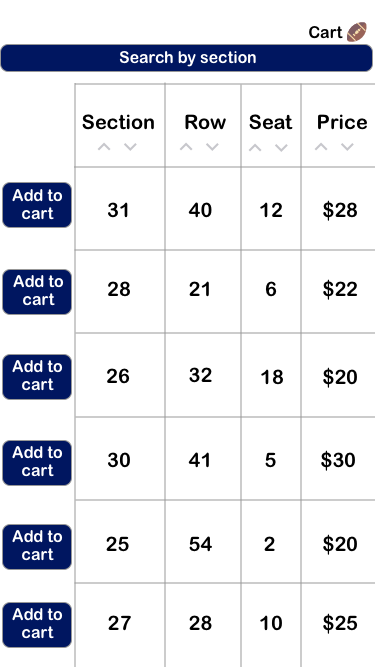 Cart
Search by section
Section Row Seat Price
Add to cart 31 40 12 $28
Add to cart 28 21 6 $22
Add to cart 26 32 18 $20
Add to cart 30 41 5 $30
Add to cart 25 54 2 $20
Add to cart 27 28 10 $25